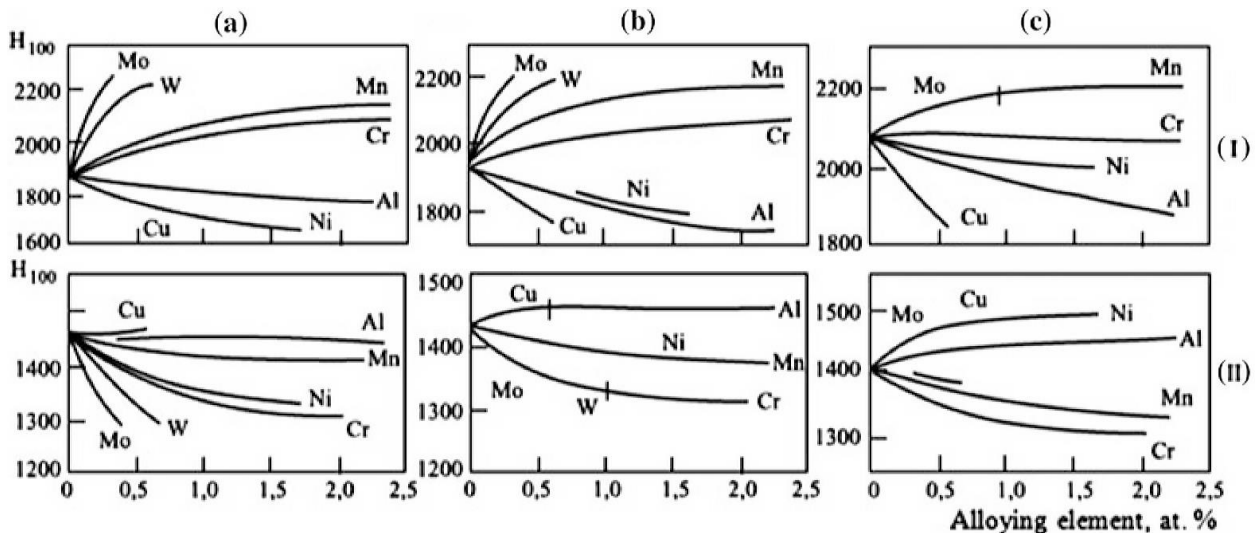 (a) (b) (c)
H100
Mo
W
Mn
Cr
Al
Ni
Cu
2200
2000
1800
1600
Mo
W
Mn
Cr
Ni
Al
Cu
2200
2000
1800
Mo
Mn
Cr
Ni
Al
Cu
2200
2000
1800
(I)
H100
Cu
Al
Mn
Ni
Cr
W
Mo
1400
1300
1200
0 0,5 1,0 1,5 2,0 2,5
1500
Cu
Al
Ni
Mn
Mo
W
Cr
1400
1300
1200
0 0,5 1,0 1,5 2,0 2,5
1500
Mo
Cu
Ni
Al
Mn
Cr
1400
1300
0 0,5 1,0 1,5 2,0 2,5
(II)
Alloying element, at. %